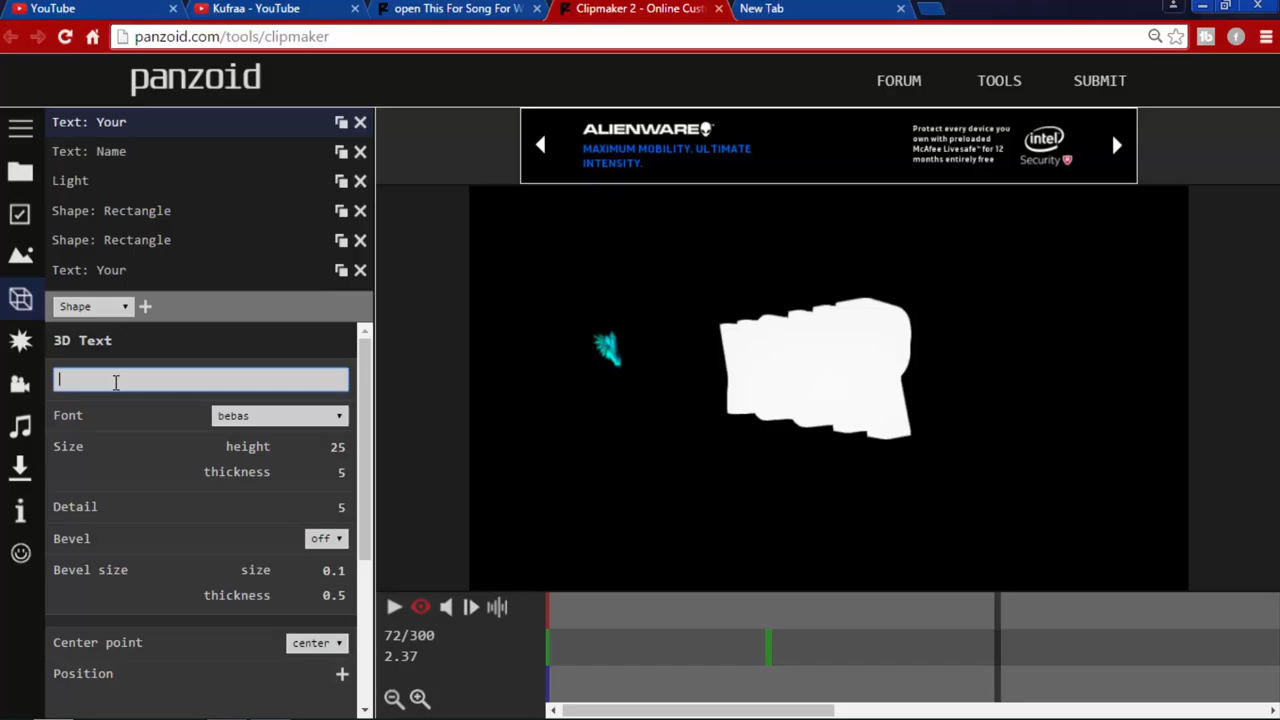 YouTube
Kufraa - YouTube
open This For Song For W
Clipmaker 2 - Online Cust
New Tab
panzoid.com/tools/clipmaker
panzoid
FORUM
TOOLS
SUBMIT
Text: Your
Text: Name
Light
Shape: Rectangle
Shape: Rectangle
Text: Your
Shape
3D Text
Font
bebas
Size
height
25
thickness
5
Detail
5
Bevel
off
Bevel size
size
0.1
thickness
0.5
Center point
center
Position
ALIENWARE
MAXIMUM MOBILITY. ULTIMATE
INTENSITY.
Protect every device you
own with preloaded
McAfee Livesafe™ for 12
months entirely free
intel
Security
72/300
2.37